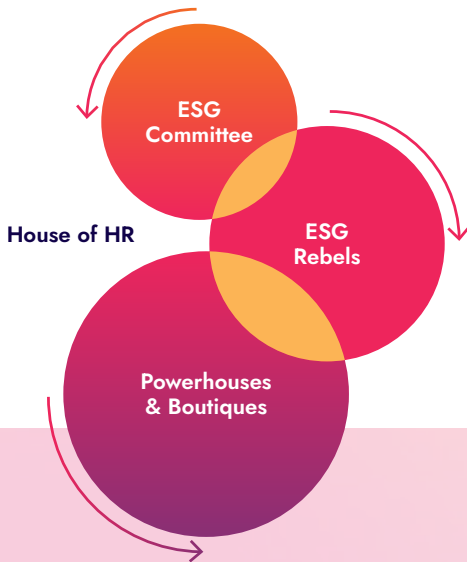 ESG
Committee
House of HR
ESG
Rebels
Powerhouses
& Boutiques